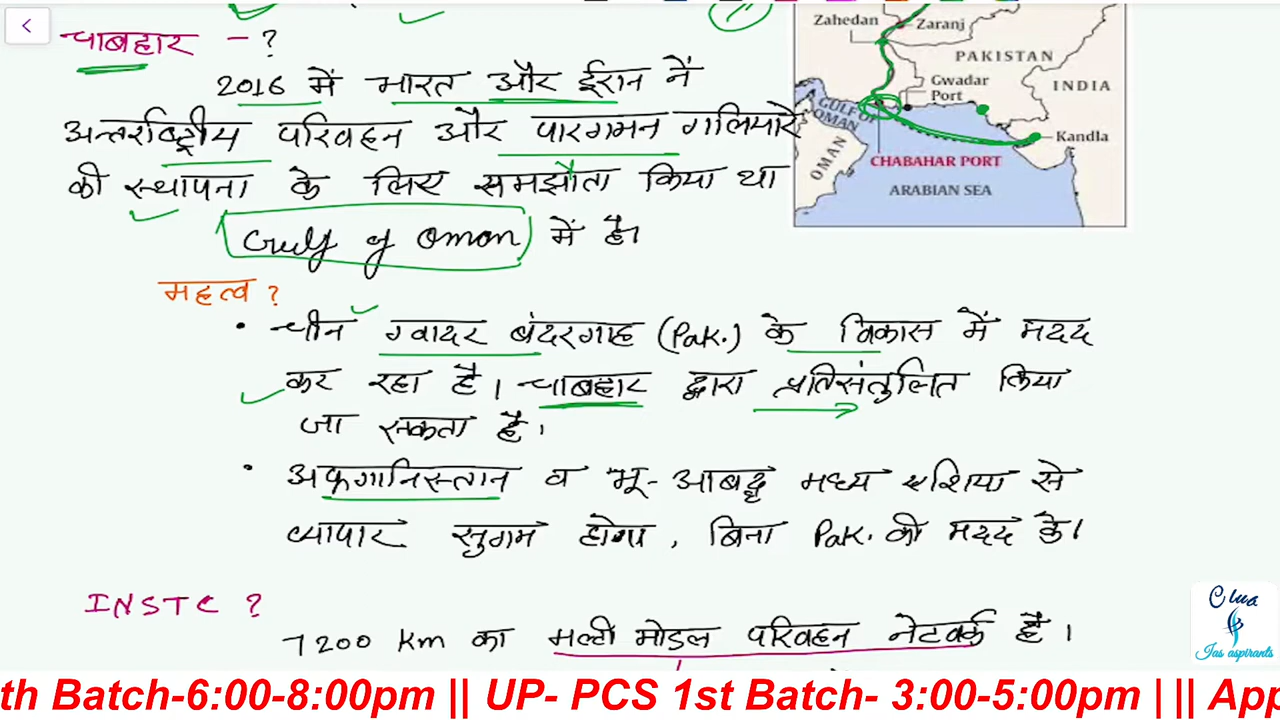 चाबहार - ?
2016 में भारत और ईरान नें
अन्तर्राष्ट्रीय परिवहन और पारगमन गलियारे
की स्थापना के लिए समझौता किया था
Gulf of Oman में है।
महत्व ?
• चीन ग्वादर बंदरगाह (Pak.) के विकास में मदद
कर रहा है। चाबहार द्वारा प्रतिसंतुलित किया
जा सकता है।
• अफगानिस्तान व भू-आबद्ध मध्य एशिया से
व्यापार सुगम होगा, बिना Pak. की मदद के।
INSTC ?
7200 Km का मल्टी मोडल परिवहन नेटवर्क है।
Zahedan
Zaranj
PAKISTAN
INDIA
Gwadar
Port
GULF OF
OMAN
OMAN
Kandla
CHABAHAR PORT
ARABIAN SEA
Clue
Ias aspirants
th Batch-6:00-8:00pm || UP- PCS 1st Batch- 3:00-5:00pm | || App